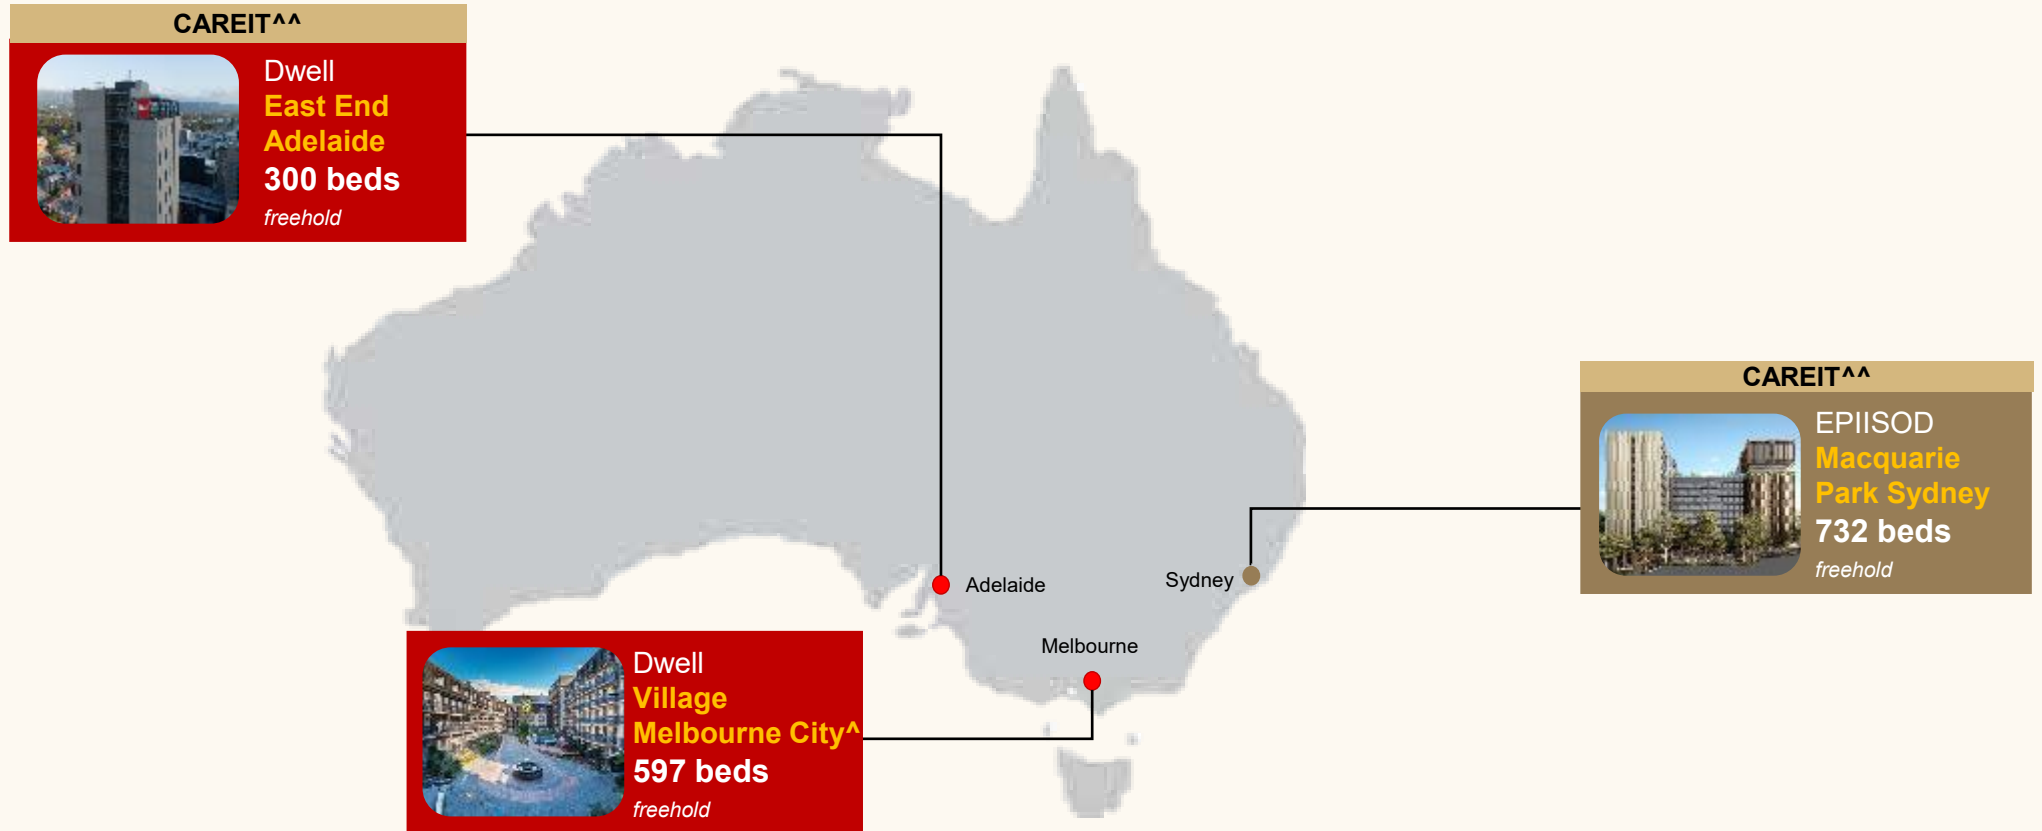 CAREIT^^
Dwell
East End
Adelaide
300 beds
freehold
CAREIT^^
EPIISOD
Macquarie
Park Sydney
732 beds
freehold
Adelaide
Sydney
Melbourne
Dwell
Village
Melbourne City^
597 beds
freehold